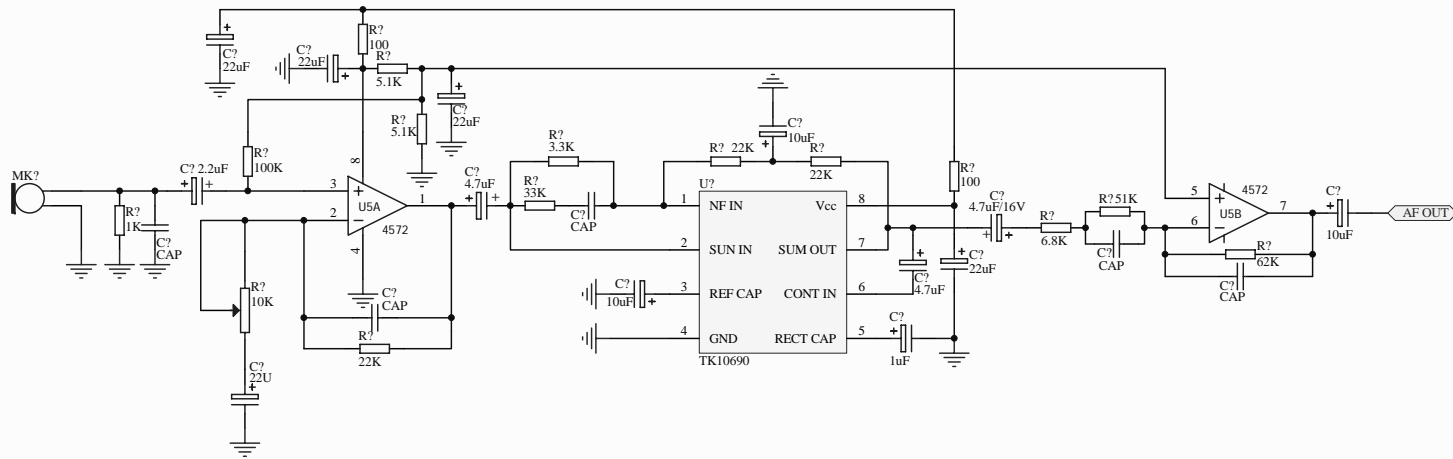 C?
22uF
R?
100
C?
22uF
R?
5.1K
R?
5.1K
C?
22uF
MK?
R?
1K
C?
CAP
C? 2.2uF
R?
100K
8
3
2
1
4
U5A
4572
R?
10K
C?
22U
C?
CAP
R?
22K
C?
4.7uF
R?
3.3K
R?
33K
C?
CAP
C?
10uF
R? 22K
R?
22K
U?
1
NF IN
2
SUN IN
3
REF CAP
4
GND
Vcc
8
SUM OUT
7
CONT IN
6
RECT CAP
5
TK10690
C?
10uF
R?
100
C?
22uF
C?
4.7uF
C?
1uF
C?
4.7uF/16V
R?
6.8K
R?51K
C?
CAP
5
6
7
4572
U5B
R?
62K
C?
CAP
C?
10uF
AF OUT